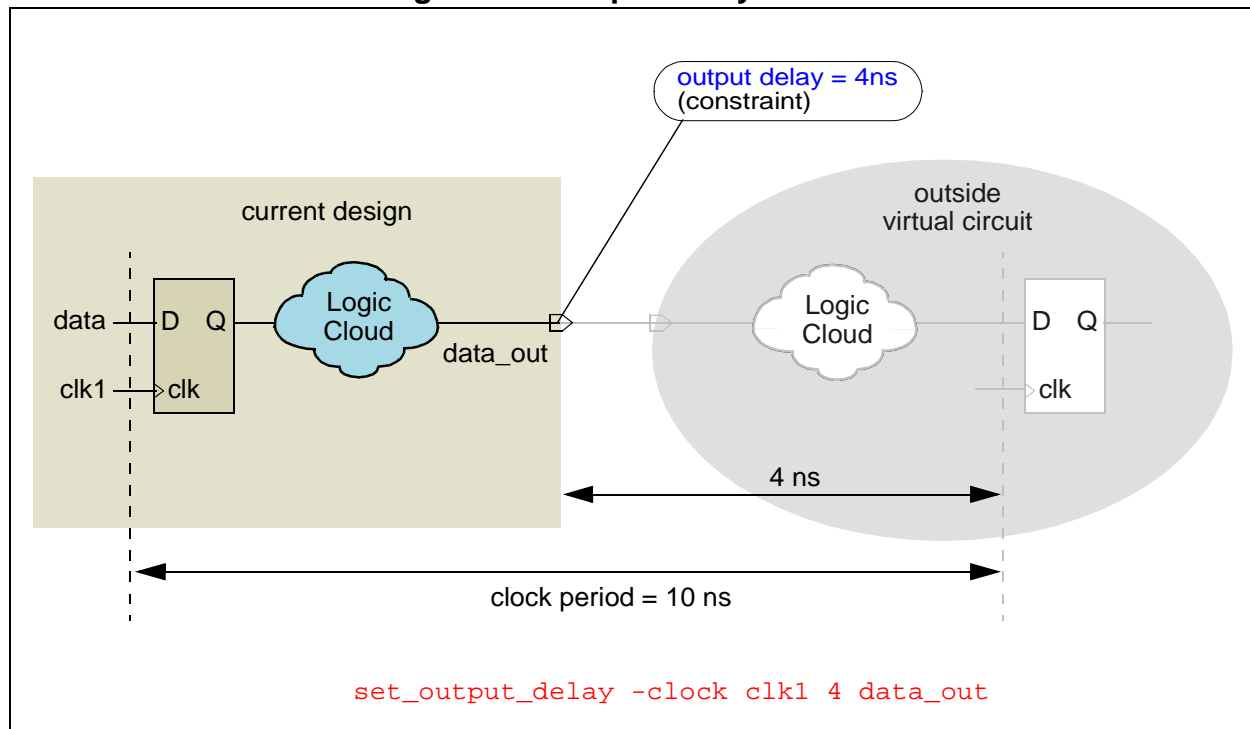 output delay = 4ns
(constraint)
current design
outside
virtual circuit
data
D Q
Logic
Cloud
data_out
clk1
clk
Logic
Cloud
D Q
clk
4 ns
clock period = 10 ns
set_output_delay -clock clk1 4 data_out